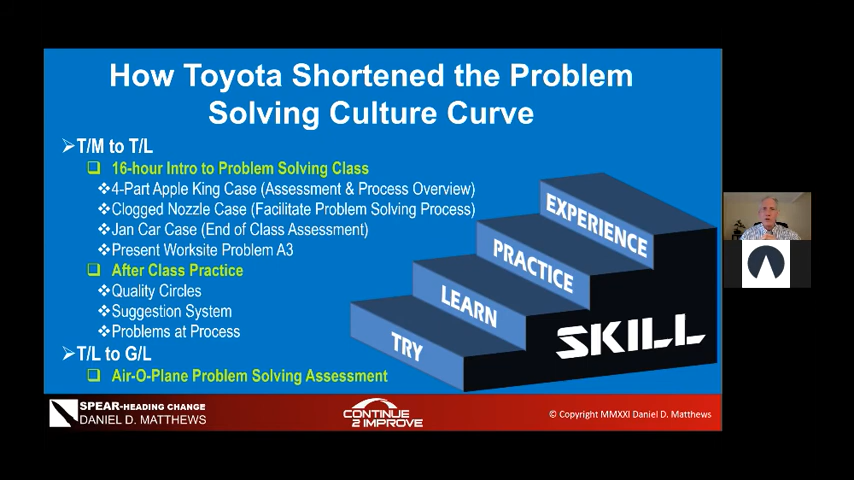 How Toyota Shortened the Problem
Solving Culture Curve
T/M to T/L
16-hour Intro to Problem Solving Class
4-Part Apple King Case (Assessment & Process Overview)
Clogged Nozzle Case (Facilitate Problem Solving Process)
Jan Car Case (End of Class Assessment)
Present Worksite Problem A3
After Class Practice
Quality Circles
Suggestion System
Problems at Process
T/L to G/L
Air-O-Plane Problem Solving Assessment
EXPERIENCE
PRACTICE
LEARN
TRY
SKILL
SPEAR-HEADING CHANGE
DANIEL D. MATTHEWS
CONTINUE
2 IMPROVE
© Copyright MMXXI Daniel D. Matthews